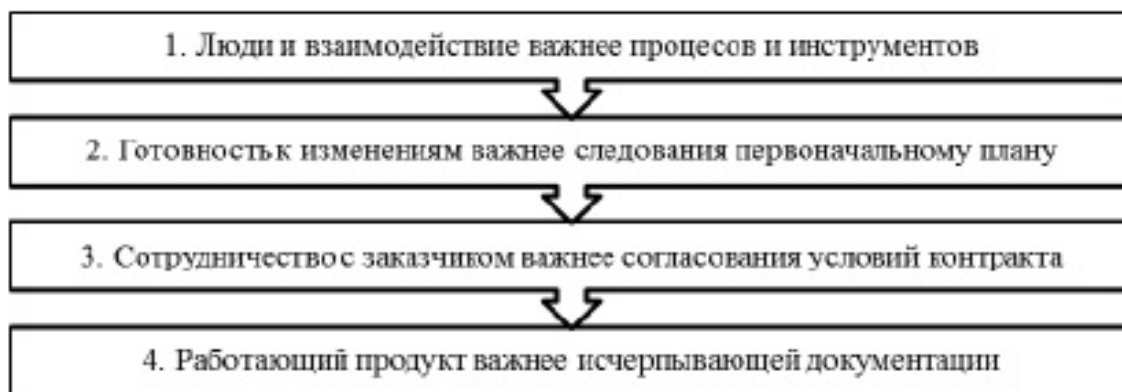 1. Люди и взаимодействие важнее процесов и инструментов
2. Готовность к изменениям важнее следования первоначальному плану
3. Сотрудничество с заказчиком важнее согласования условий контракта
4. Работающий продукт важнее исчерпывающей документации